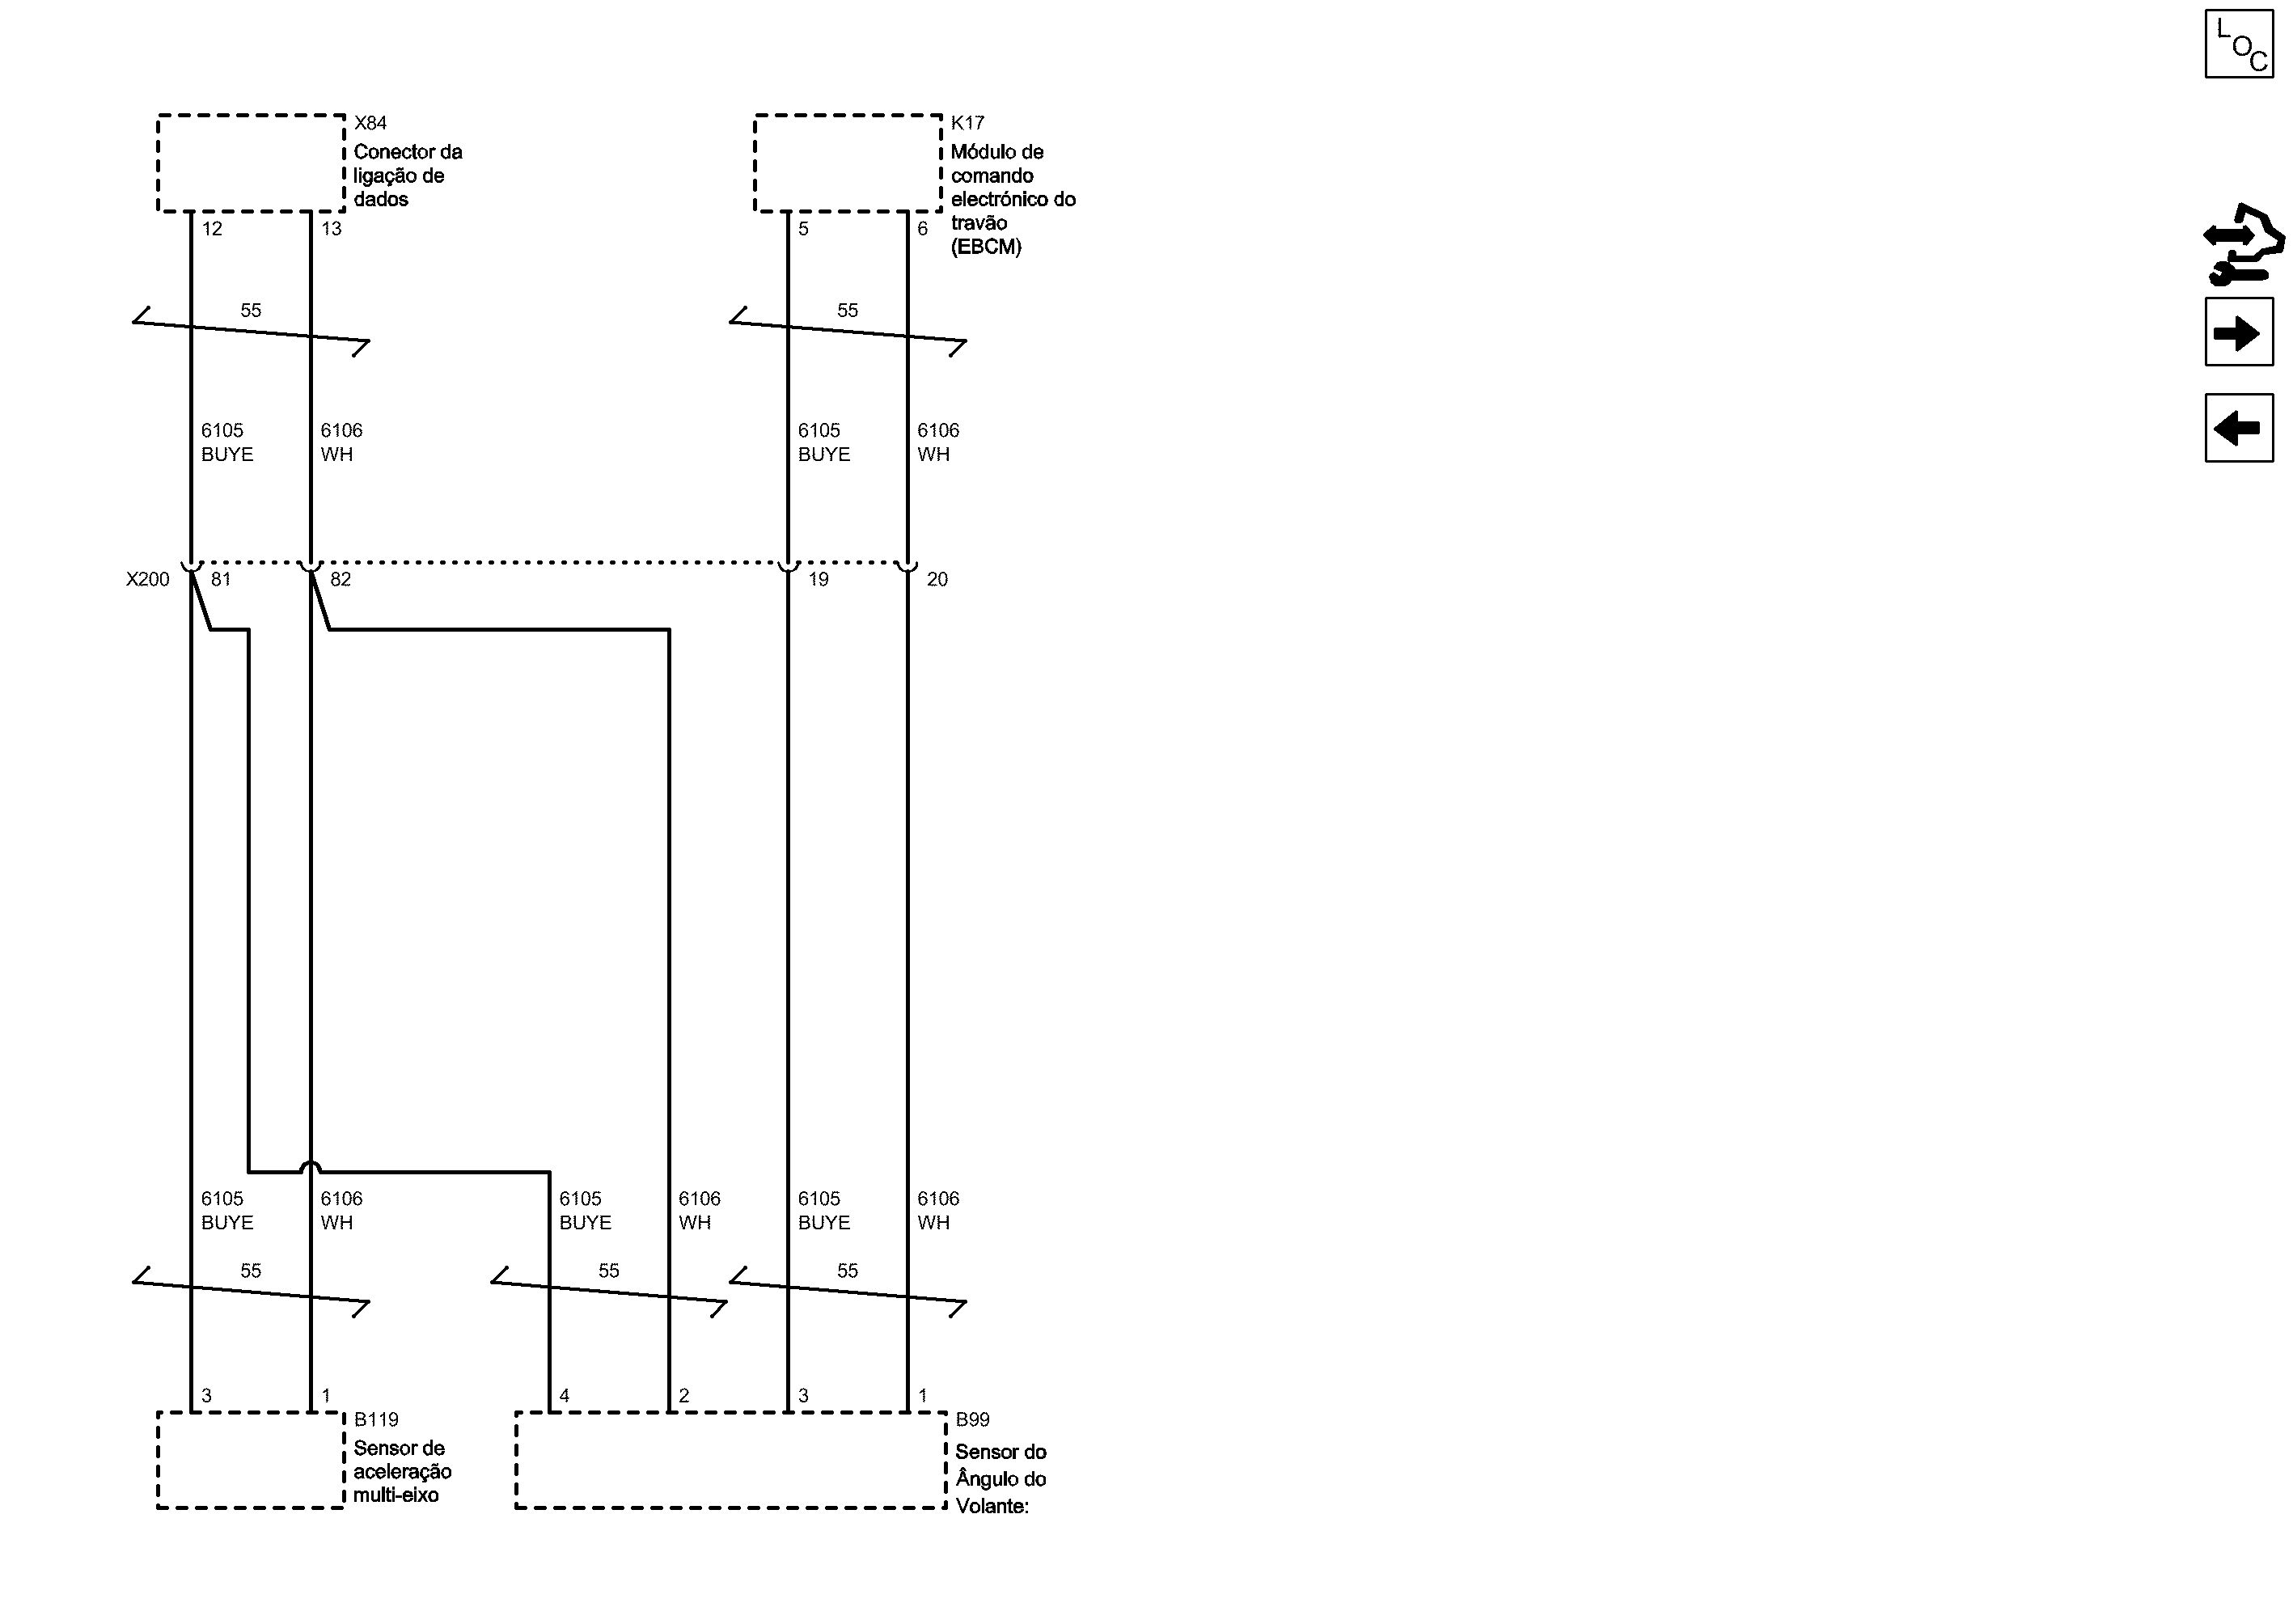 LOC
X84
Conector da
ligação de
dados
K17
Módulo de
comando
electrónico do
travão
(EBCM)
12
13
5
6
55
55
6105
BUYE
6106
WH
6105
BUYE
6106
WH
X200
81
82
19
20
6105
BUYE
6106
WH
6105
BUYE
6106
WH
6105
BUYE
6106
WH
55
55
55
3
1
4
2
3
1
B119
Sensor de
aceleração
multi-eixo
B99
Sensor do
Ângulo do
Volante: